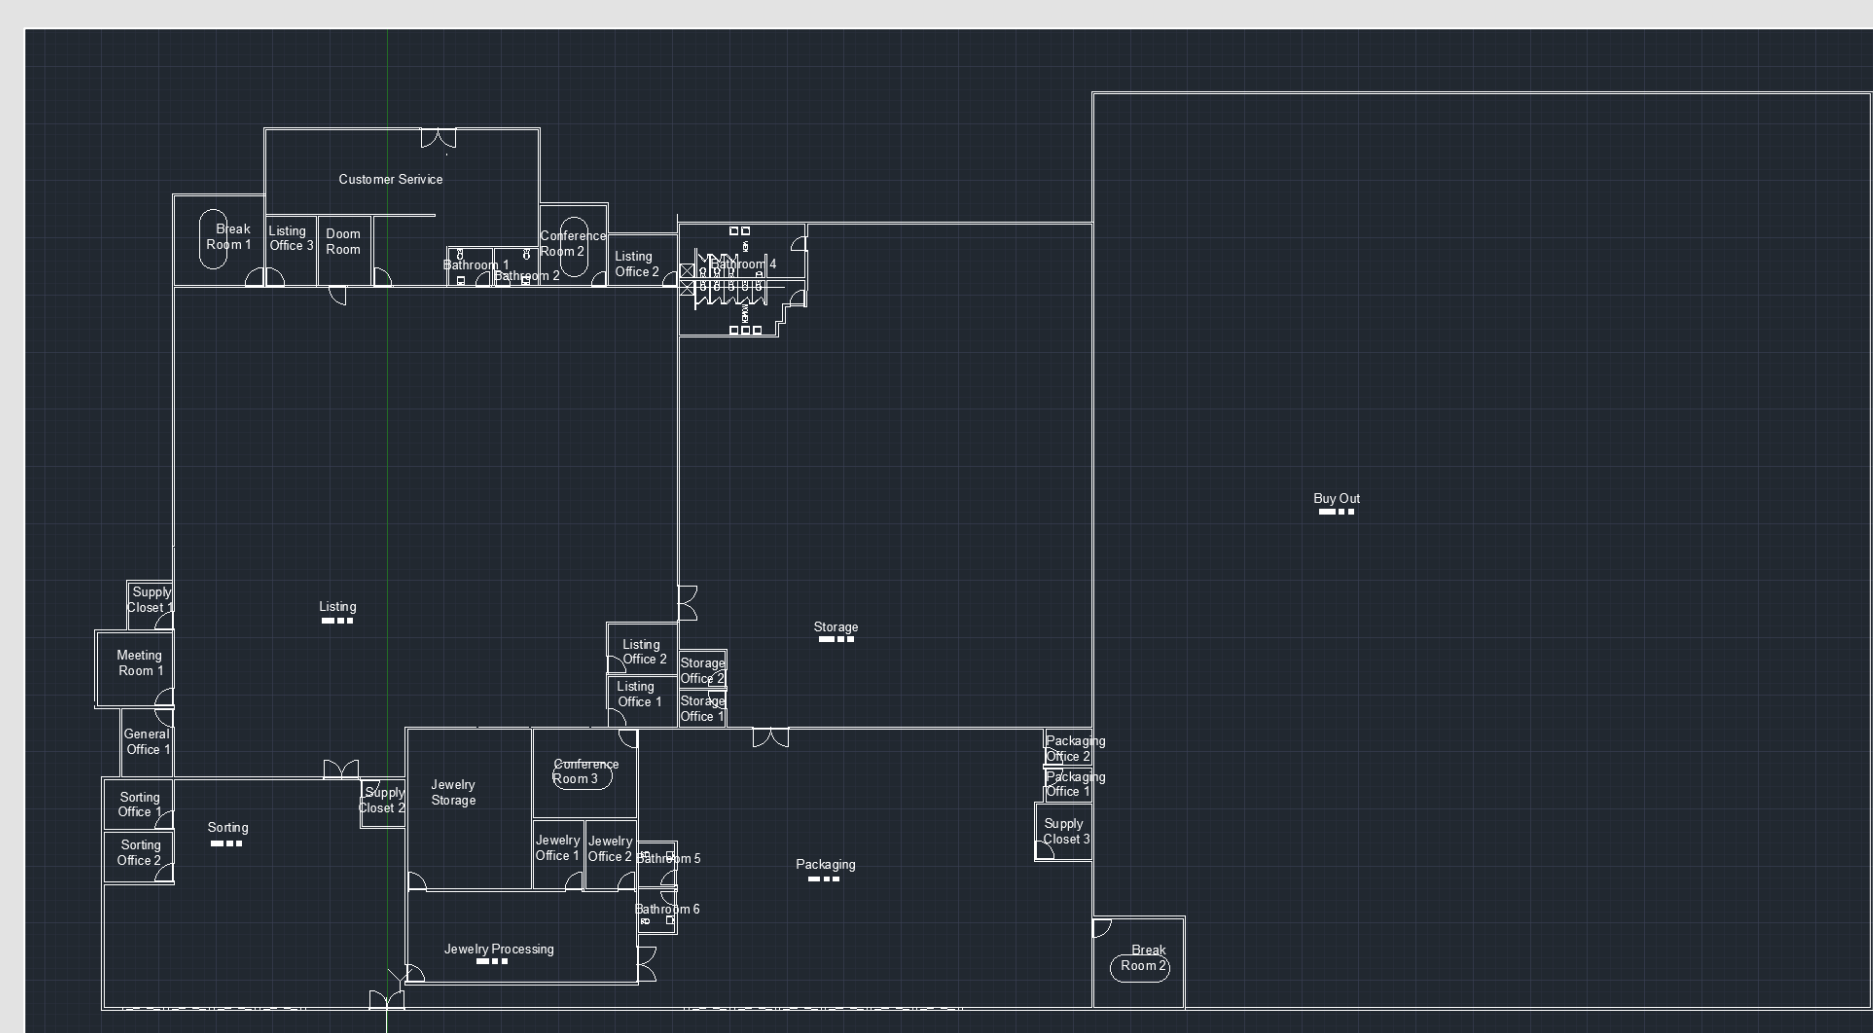 Customer Serivice
Break
Room 1
Listing
Office 3
Doom
Room
Conference
Room 2
Listing
Office 2
Bathroom 1
Bathroom 2
MEN
Bathroom 4
WOMEN
Buy Out
Supply
Closet 1
Listing
Storage
Meeting
Room 1
Listing
Office 2
Storage
Office 2
Listing
Office 1
Storage
Office 1
General
Office 1
Packaging
Office 2
Conference
Room 3
Packaging
Office 1
Jewelry
Storage
Sorting
Office 1
Supply
Closet 2
Sorting
Supply
Closet 3
Sorting
Office 2
Jewelry
Office 1
Jewelry
Office 2
Bathroom 5
Packaging
Bathroom 6
Jewelry Processing
Break
Room 2